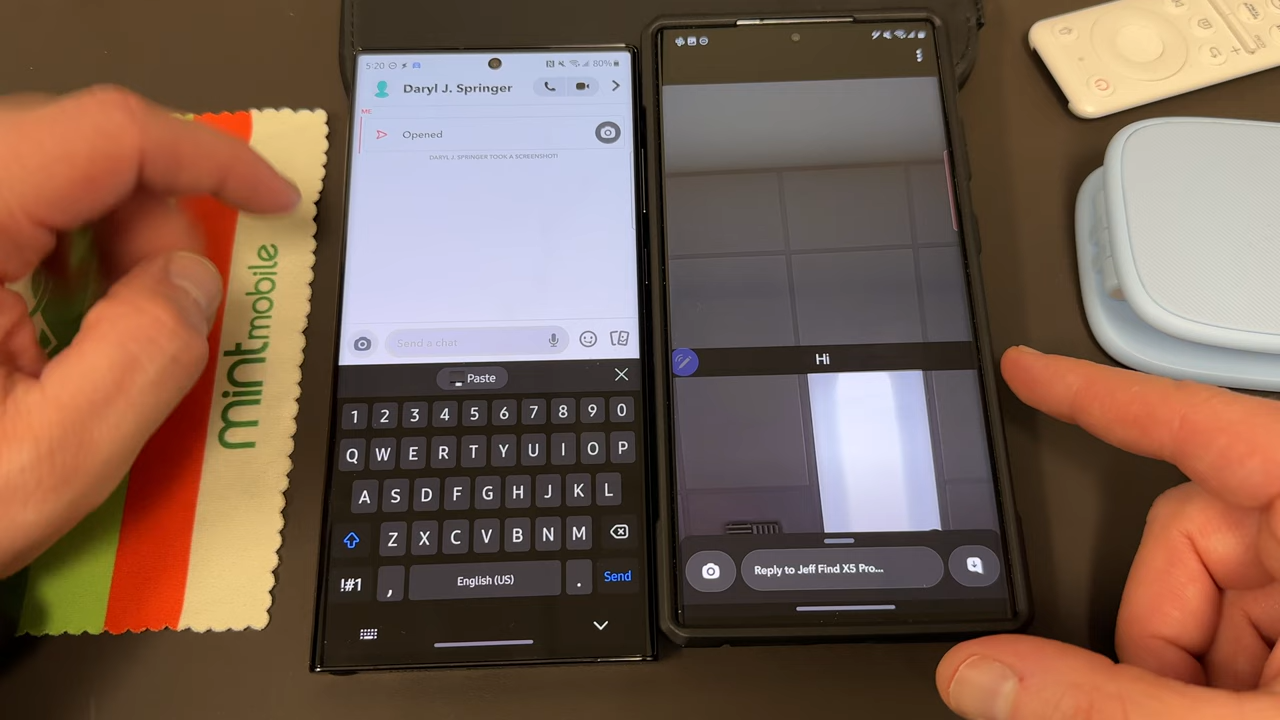 5:20
80%
Daryl J. Springer
ME
Opened
DARYL J. SPRINGER TOOK A SCREENSHOT!
Send a chat
Paste
1 2 3 4 5 6 7 8 9 0
Q W E R T Y U I O P
A S D F G H J K L
Z X C V B N M
!#1 , English (US) . Send
Hi
Reply to Jeff Find X5 Pro...
mintmobile